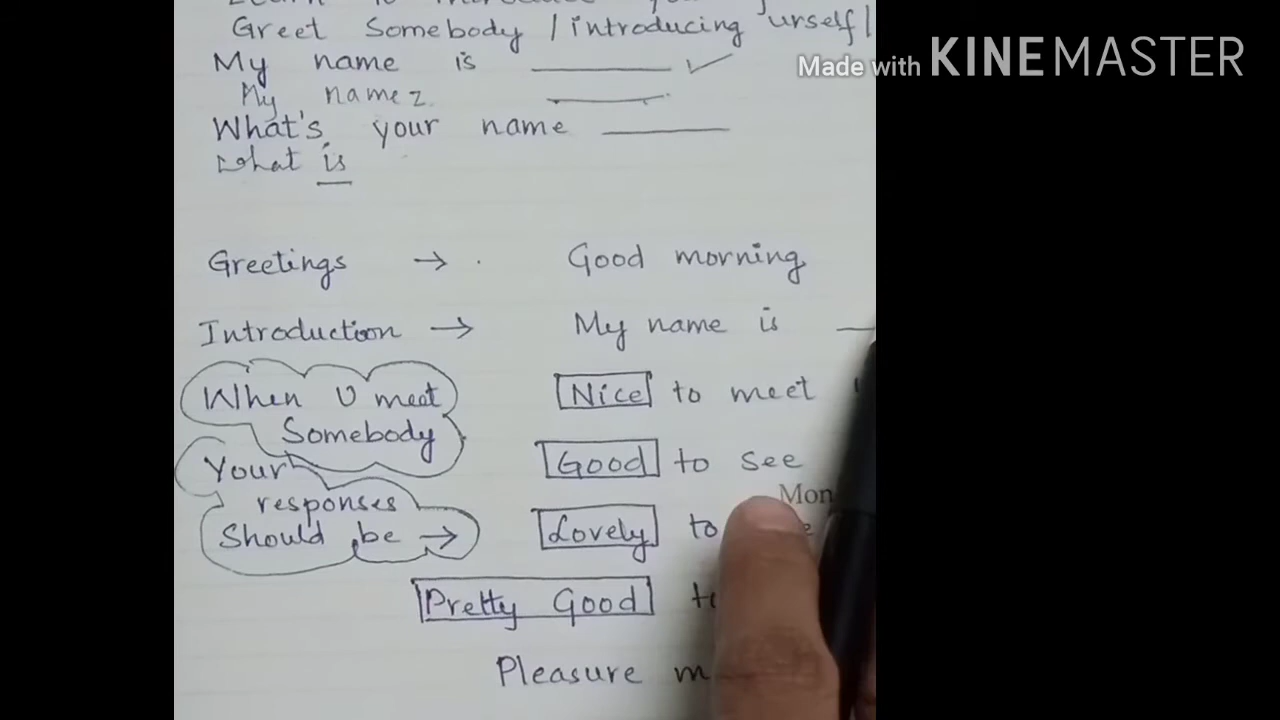 Greet Somebody / introducing urself /
Made with KINEMASTER
My name is
My namez
What's your name
what is
Greetings → Good morning
Introduction → My name is
When U meet
Somebody
Nice to meet
Your
responses
Should be →
Good to see
Mon
Lovely to
Pretty Good to
Pleasure m